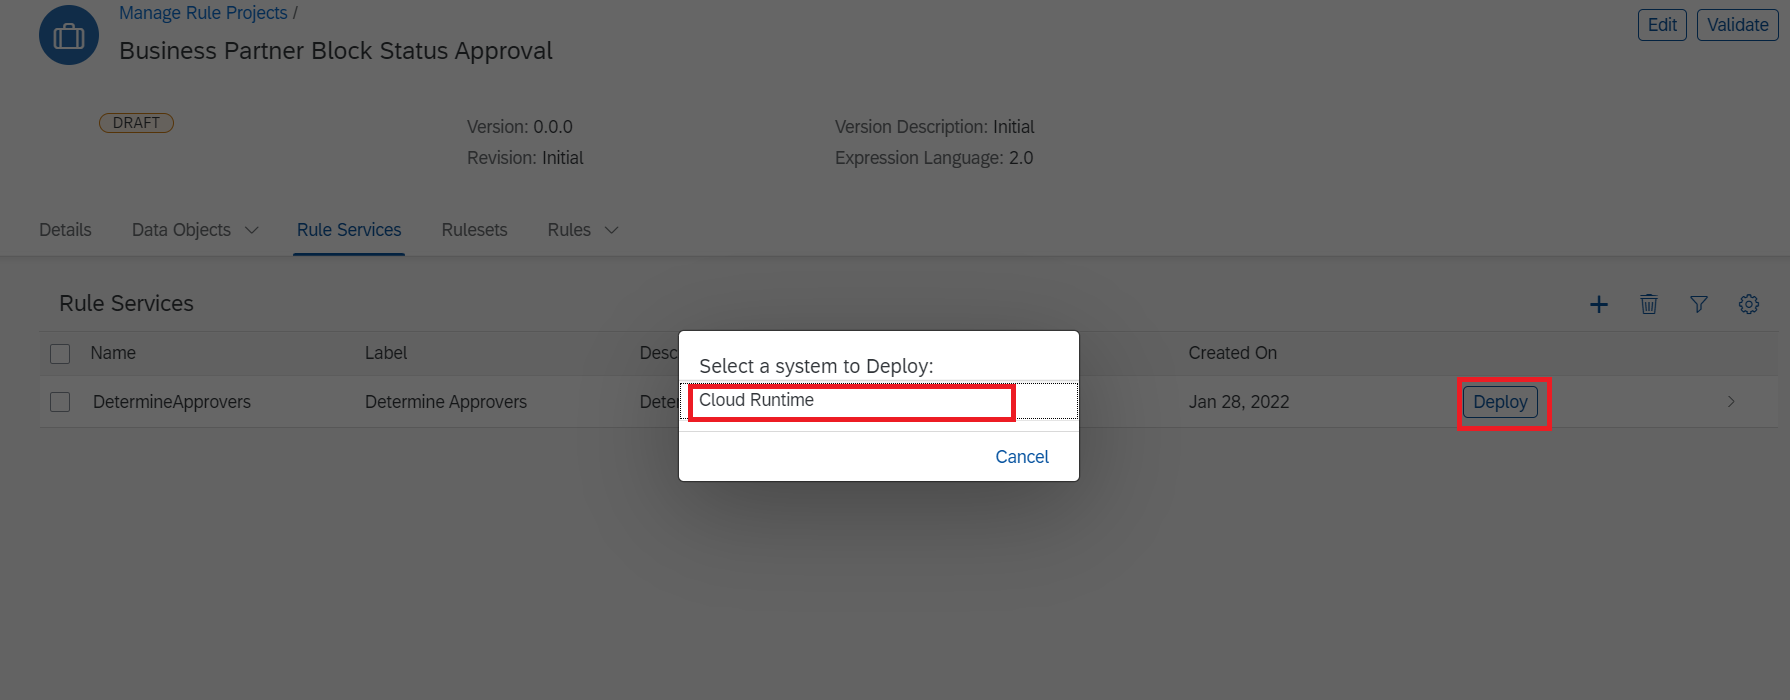 Manage Rule Projects /
Business Partner Block Status Approval
Edit
Validate
DRAFT
Version: 0.0.0
Version Description: Initial
Revision: Initial
Expression Language: 2.0
Details
Data Objects
Rule Services
Rulesets
Rules
Rule Services
Name
Label
Desc
Created On
DetermineApprovers
Determine Approvers
Deter
Jan 28, 2022
Deploy
Select a system to Deploy:
Cloud Runtime
Cancel